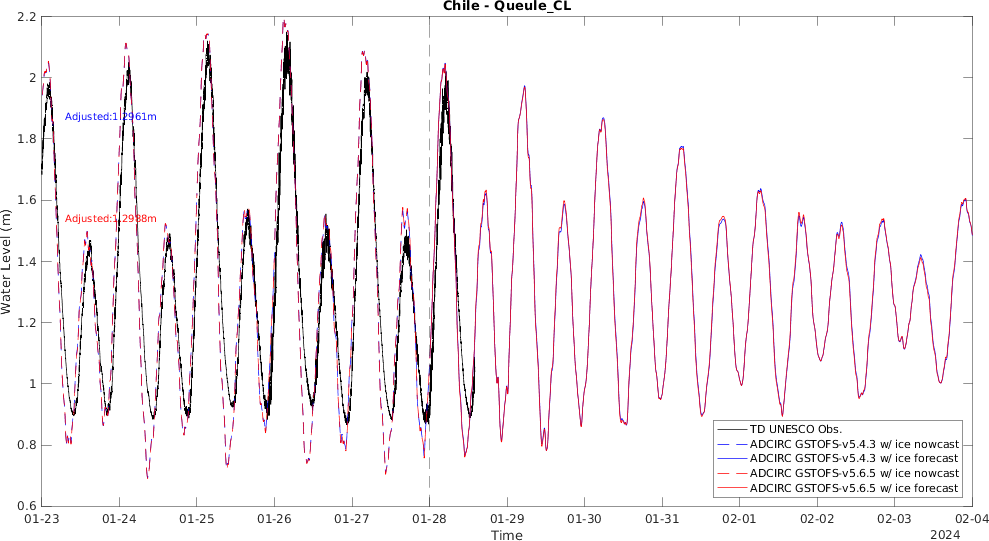 Chile - Queule_CL
2.2
2
1.8
1.6
1.4
1.2
1
0.8
0.6
Water Level (m)
Adjusted:1.2961m
Adjusted:1.2988m
TD UNESCO Obs.
ADCIRC GSTOFS-v5.4.3 w/ ice nowcast
ADCIRC GSTOFS-v5.4.3 w/ ice forecast
ADCIRC GSTOFS-v5.6.5 w/ ice nowcast
ADCIRC GSTOFS-v5.6.5 w/ ice forecast
01-23 01-24 01-25 01-26 01-27 01-28 01-29 01-30 01-31 02-01 02-02 02-03 02-04
Time
2024